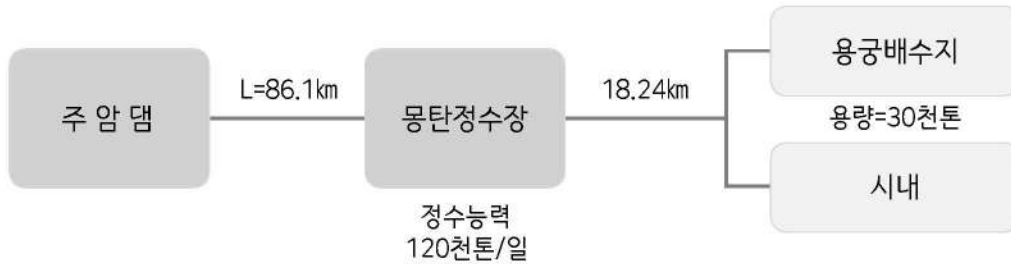 주 암 댐
L=86.1km
몽탄정수장
정수능력
120천톤/일
18.24km
용궁배수지
용량=30천톤
시내